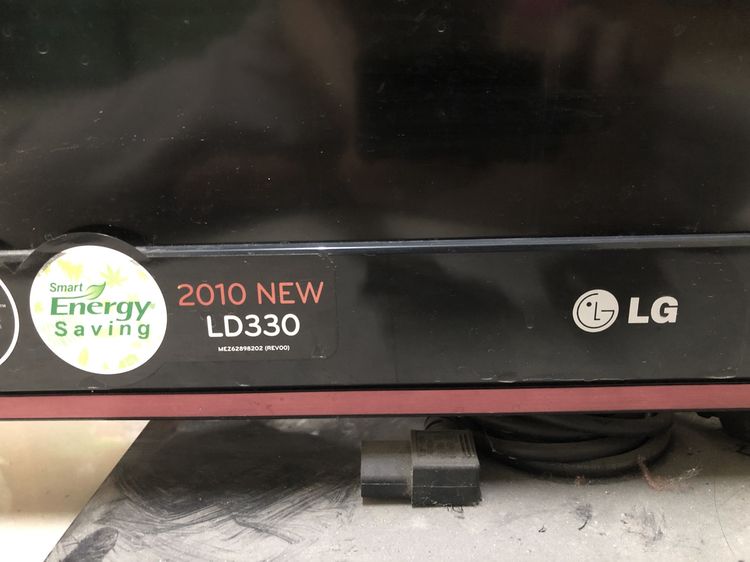 Smart
Energy
Saving
2010 NEW
LD330
MEZ62898202 (REV00)
LG